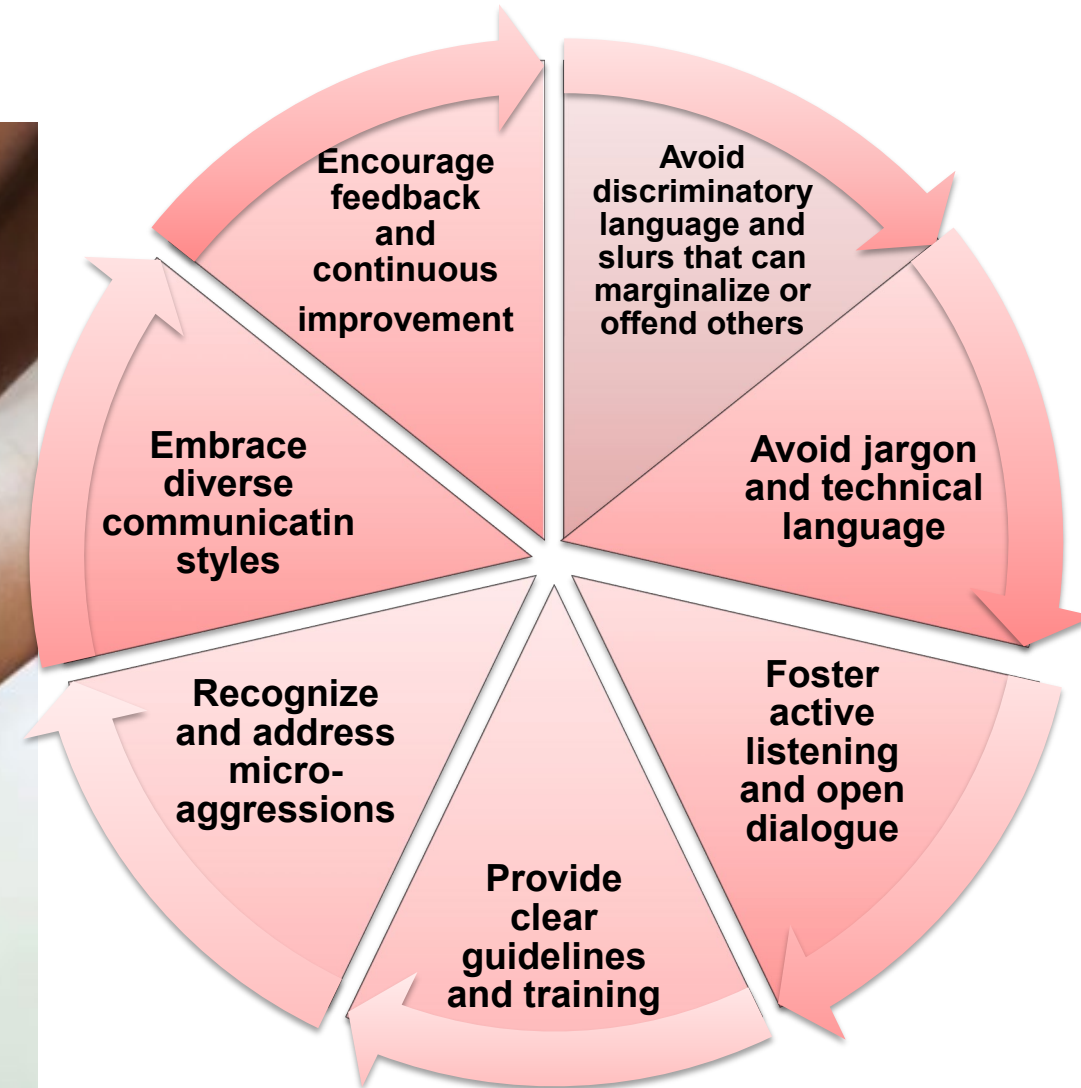 Avoid
discriminatory
language and
slurs that can
marginalize or
offend others
Avoid jargon
and technical
language
Foster
active
listening
and open
dialogue
Provide
clear
guidelines
and training
Recognize
and address
micro-
aggressions
Embrace
diverse
communicatin
styles
Encourage
feedback
and
continuous
improvement